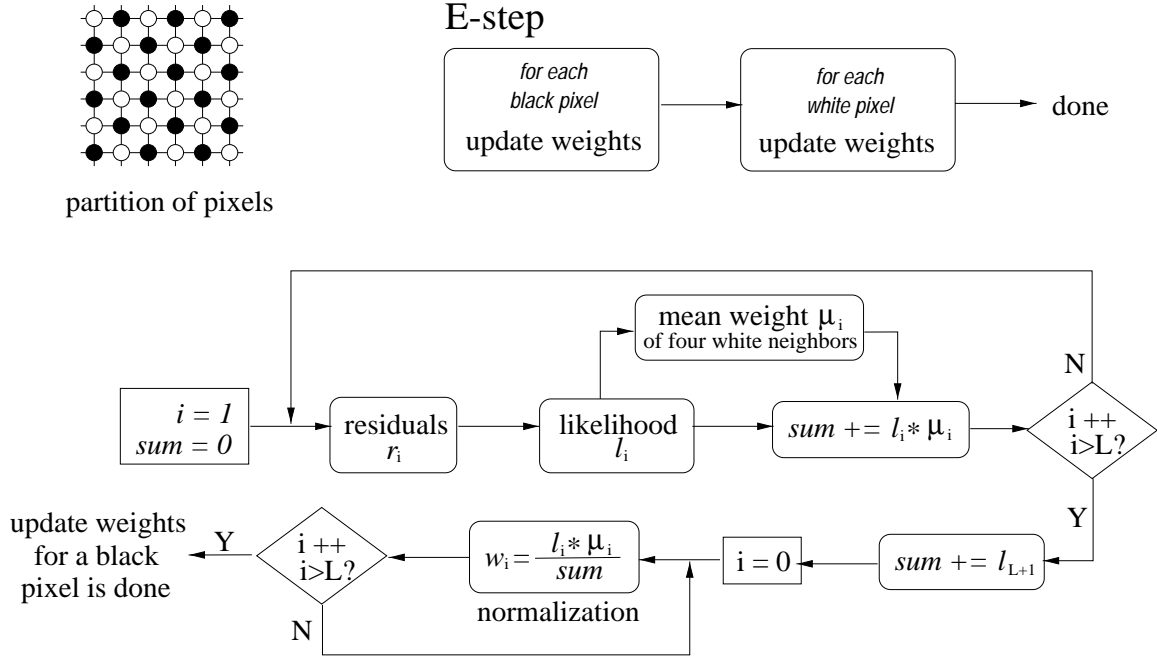 E-step
for each
black pixel
update weights
for each
white pixel
update weights
done
partition of pixels
mean weight μi
of four white neighbors
N
i = 1
sum = 0
residuals
ri
likelihood
li
sum += li * μi
i ++
i>L?
Y
update weights
for a black
pixel is done
Y
i ++
i>L?
wi = li * μi / sum
normalization
i = 0
sum += lL+1
N